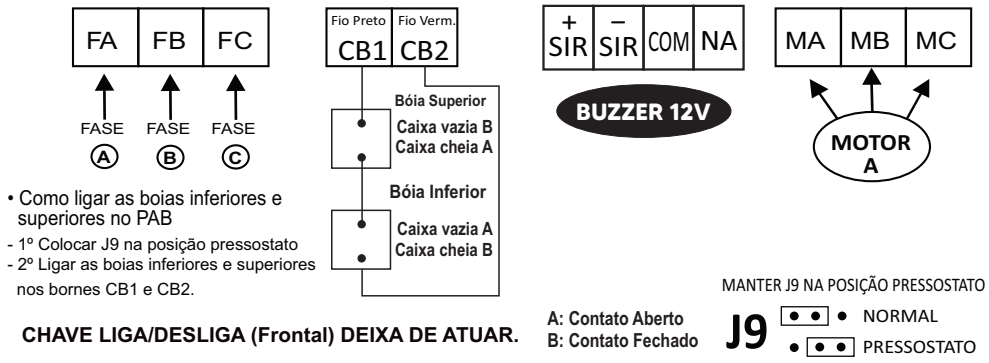 FA FB FC
FASE FASE FASE
A B C
Fio Preto Fio Verm.
CB1 CB2
Bóia Superior
Caixa vazia B
Caixa cheia A
Bóia Inferior
Caixa vazia A
Caixa cheia B
+ SIR − SIR COM NA
BUZZER 12V
MA MB MC
MOTOR
A
• Como ligar as boias inferiores e
superiores no PAB
- 1º Colocar J9 na posição pressostato
- 2º Ligar as boias inferiores e superiores
nos bornes CB1 e CB2.
CHAVE LIGA/DESLIGA (Frontal) DEIXA DE ATUAR.
A: Contato Aberto
B: Contato Fechado
MANTER J9 NA POSIÇÃO PRESSOSTATO
J9
NORMAL
PRESSOSTATO